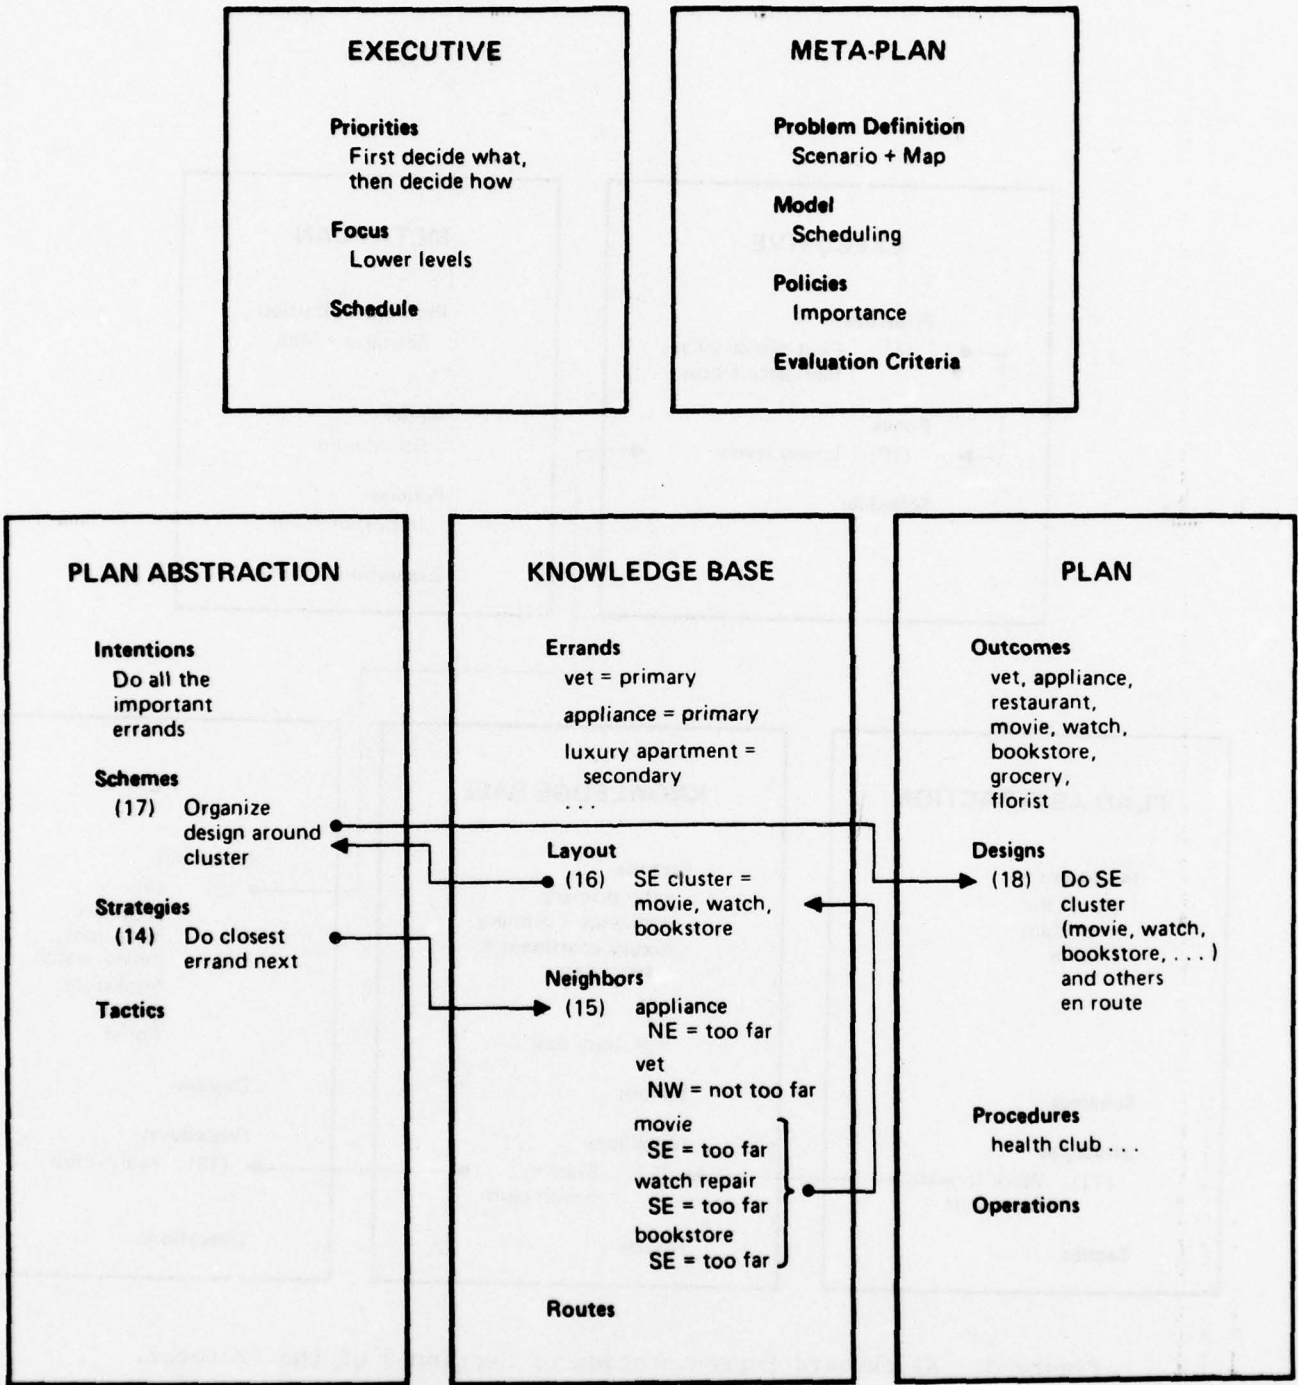 EXECUTIVE
Priorities
First decide what,
then decide how
Focus
Lower levels
Schedule
META-PLAN
Problem Definition
Scenario + Map
Model
Scheduling
Policies
Importance
Evaluation Criteria
PLAN ABSTRACTION
Intentions
Do all the
important
errands
Schemes
(17) Organize
design around
cluster
Strategies
(14) Do closest
errand next
Tactics
KNOWLEDGE BASE
Errands
vet = primary
appliance = primary
luxury apartment =
secondary
. . .
Layout
(16) SE cluster =
movie, watch,
bookstore
Neighbors
(15) appliance
NE = too far
vet
NW = not too far
movie
SE = too far
watch repair
SE = too far
bookstore
SE = too far
Routes
PLAN
Outcomes
vet, appliance,
restaurant,
movie, watch,
bookstore,
grocery,
florist
Designs
(18) Do SE
cluster
(movie, watch,
bookstore, . . . )
and others
en route
Procedures
health club . . .
Operations